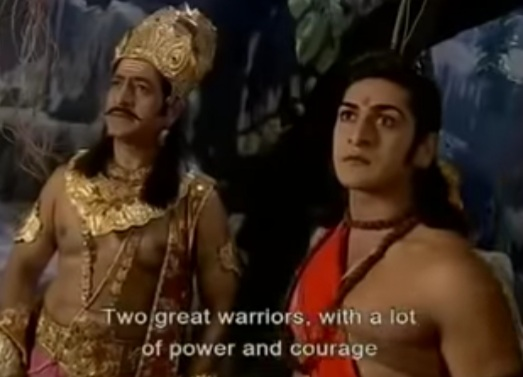 Two great warriors, with a lot
of power and courage